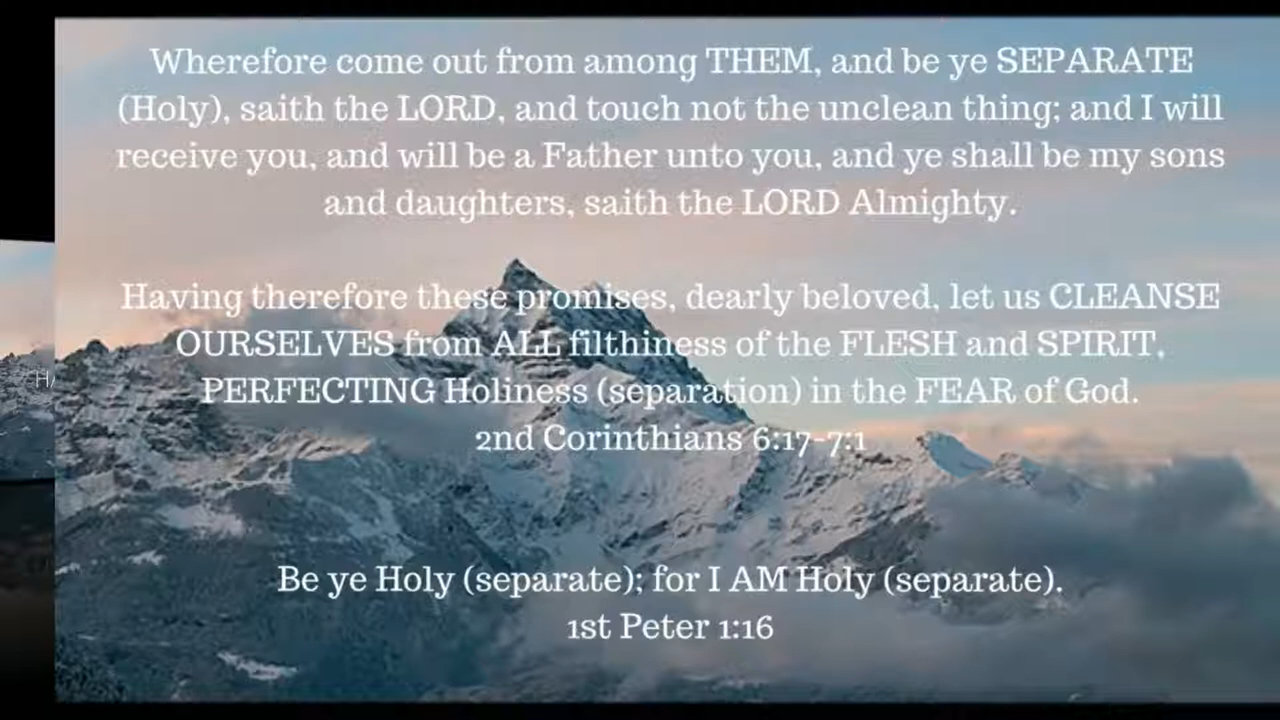 Wherefore come out from among THEM, and be ye SEPARATE
(Holy), saith the LORD, and touch not the unclean thing; and I will
receive you, and will be a Father unto you, and ye shall be my sons
and daughters, saith the LORD Almighty.
Having therefore these promises, dearly beloved, let us CLEANSE
OURSELVES from ALL filthiness of the FLESH and SPIRIT,
PERFECTING Holiness (separation) in the FEAR of God.
2nd Corinthians 6:17-7:1
Be ye Holy (separate); for I AM Holy (separate).
1st Peter 1:16